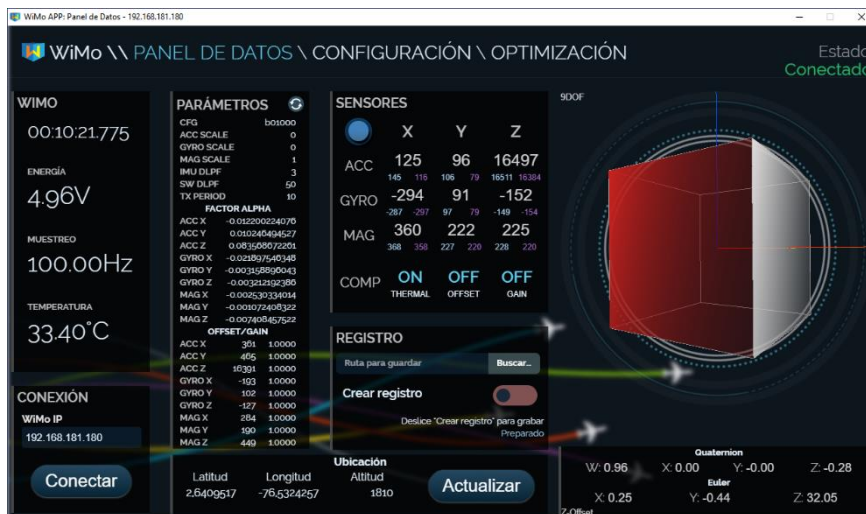 WiMo APP: Panel de Datos - 192.168.181.180
WiMo \\ PANEL DE DATOS \ CONFIGURACIÓN \ OPTIMIZACIÓN
Estado
Conectado
WIMO
00:10:21.775
ENERGÍA
4.96V
MUESTREO
100.00Hz
TEMPERATURA
33.40°C
CONEXIÓN
WiMo IP
192.168.181.180
Conectar
PARÁMETROS
CFG b01000
ACC SCALE 0
GYRO SCALE 0
MAG SCALE 1
IMU DLPF 3
SW DLPF 50
TX PERIOD 10
FACTOR ALPHA
ACC X -0.012200224076
ACC Y 0.010246494527
ACC Z 0.083568672261
GYRO X -0.021897546348
GYRO Y -0.003158896043
GYRO Z -0.003212192386
MAG X -0.002530334014
MAG Y -0.001072408322
MAG Z -0.007408457522
OFFSET/GAIN
ACC X 361 1.0000
ACC Y 465 1.0000
ACC Z 16391 1.0000
GYRO X -193 1.0000
GYRO Y 102 1.0000
GYRO Z -127 1.0000
MAG X 284 1.0000
MAG Y 190 1.0000
MAG Z 449 1.0000
SENSORES
X Y Z
ACC 125 96 16497
145 116 106 79 16511 16384
GYRO -294 91 -152
-287 -297 97 79 -149 -154
MAG 360 222 225
368 358 227 220 228 220
COMP ON OFF OFF
THERMAL OFFSET GAIN
REGISTRO
Ruta para guardar Buscar...
Crear registro
Deslice "Crear registro" para grabar
Preparado
Ubicación
Latitud Longitud Altitud
2,6409517 -76,5324257 1810
Actualizar
9DOF
Quaternion
W: 0.96 X: 0.00 Y: -0.00 Z: -0.28
Euler
X: 0.25 Y: -0.44 Z: 32.05
Z-Offset